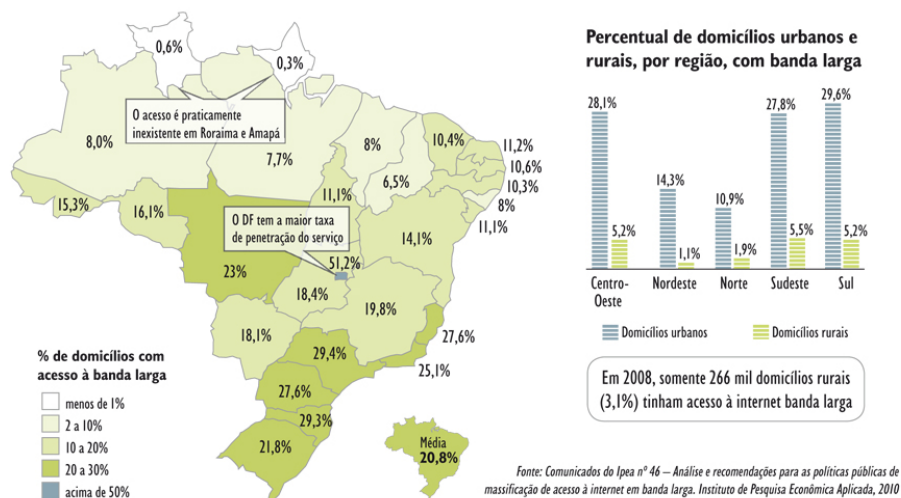 0,6%
0,3%
O acesso é praticamente
inexistente em Roraima e Amapá
8,0%
7,7%
8%
10,4%
11,2%
10,6%
10,3%
8%
11,1%
6,5%
11,1%
15,3%
16,1%
O DF tem a maior taxa
de penetração do serviço
14,1%
51,2%
23%
18,4%
19,8%
18,1%
27,6%
25,1%
29,4%
27,6%
29,3%
21,8%
% de domicílios com
acesso à banda larga
menos de 1%
2 a 10%
10 a 20%
20 a 30%
acima de 50%
Média
20,8%
Percentual de domicílios urbanos e
rurais, por região, com banda larga
28,1%
5,2%
14,3%
1,1%
10,9%
1,9%
27,8%
5,5%
29,6%
5,2%
Centro-
Oeste
Nordeste
Norte
Sudeste
Sul
Domicílios urbanos
Domicílios rurais
Em 2008, somente 266 mil domicílios rurais
(3,1%) tinham acesso à internet banda larga
Fonte: Comunicados do Ipea nº 46 – Análise e recomendações para as políticas públicas de
massificação de acesso à internet em banda larga. Instituto de Pesquisa Econômica Aplicada, 2010